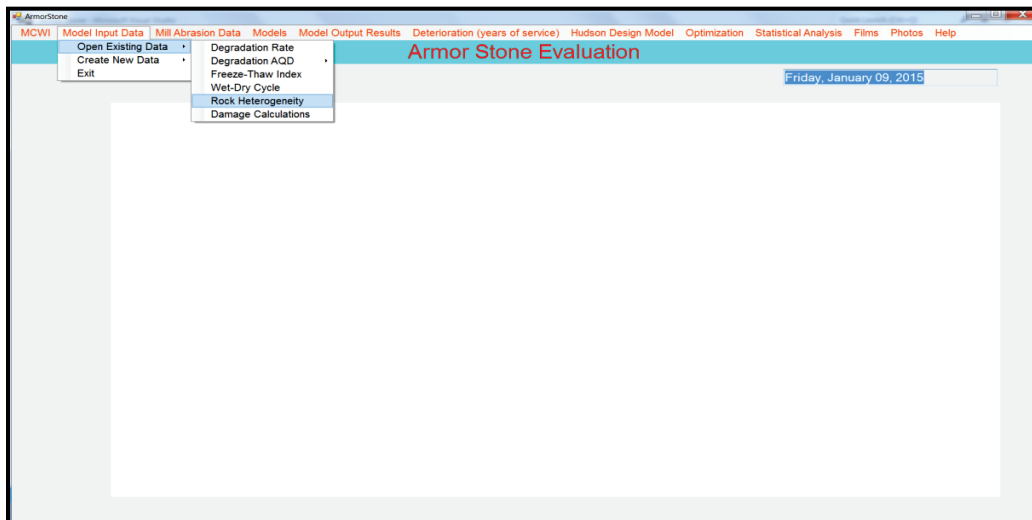 ArmorStone
MCWI Model Input Data Mill Abrasion Data Models Model Output Results Deterioration (years of service) Hudson Design Model Optimization Statistical Analysis Films Photos Help
Open Existing Data
Create New Data
Exit
Degradation Rate
Degradation AQD
Freeze-Thaw Index
Wet-Dry Cycle
Rock Heterogeneity
Damage Calculations
Armor Stone Evaluation
Friday, January 09, 2015